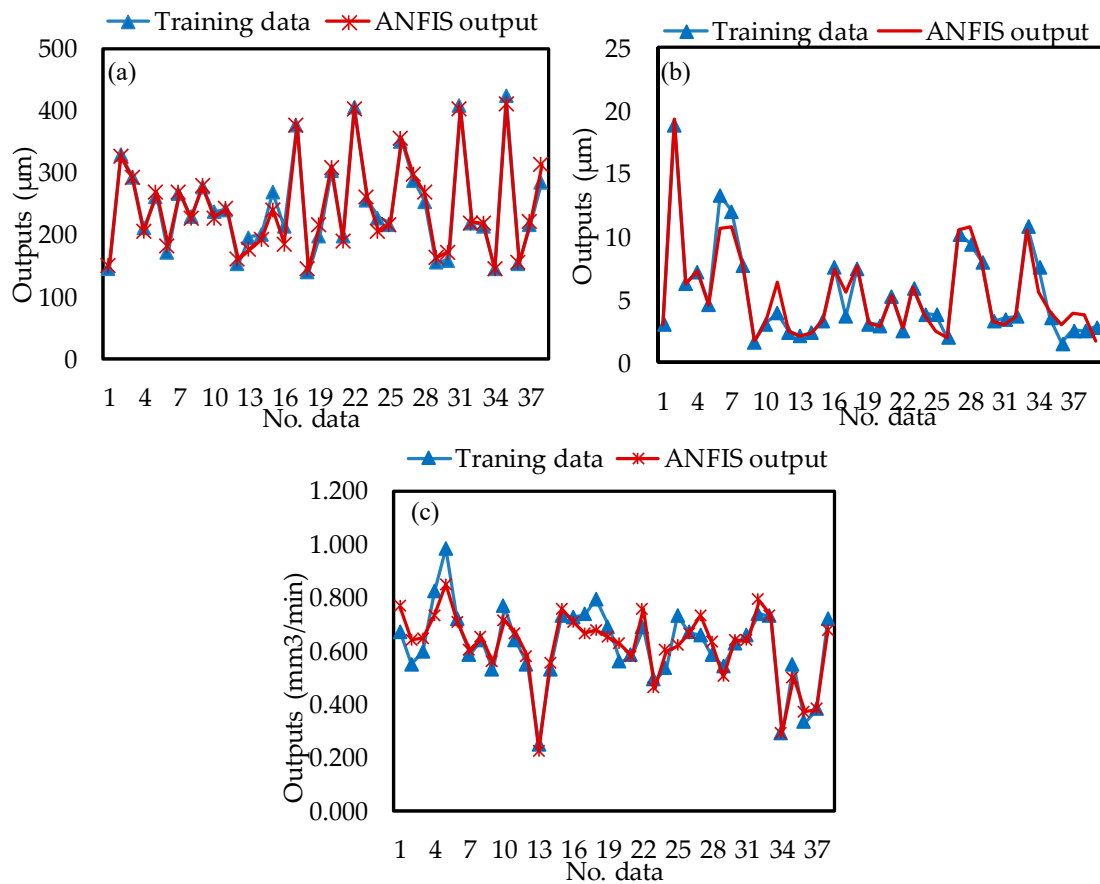 Training data ANFIS output
500
(a)
400
300
200
100
0
Outputs (µm)
1 4 7 10 13 16 19 22 25 28 31 34 37
No. data
Training data ANFIS output
25
(b)
20
15
10
5
0
Outputs (µm)
1 4 7 10 13 16 19 22 25 28 31 34 37
No. data
Traning data ANFIS output
1.200
(c)
1.000
0.800
0.600
0.400
0.200
0.000
Outputs (mm3/min)
1 4 7 10 13 16 19 22 25 28 31 34 37
No. data